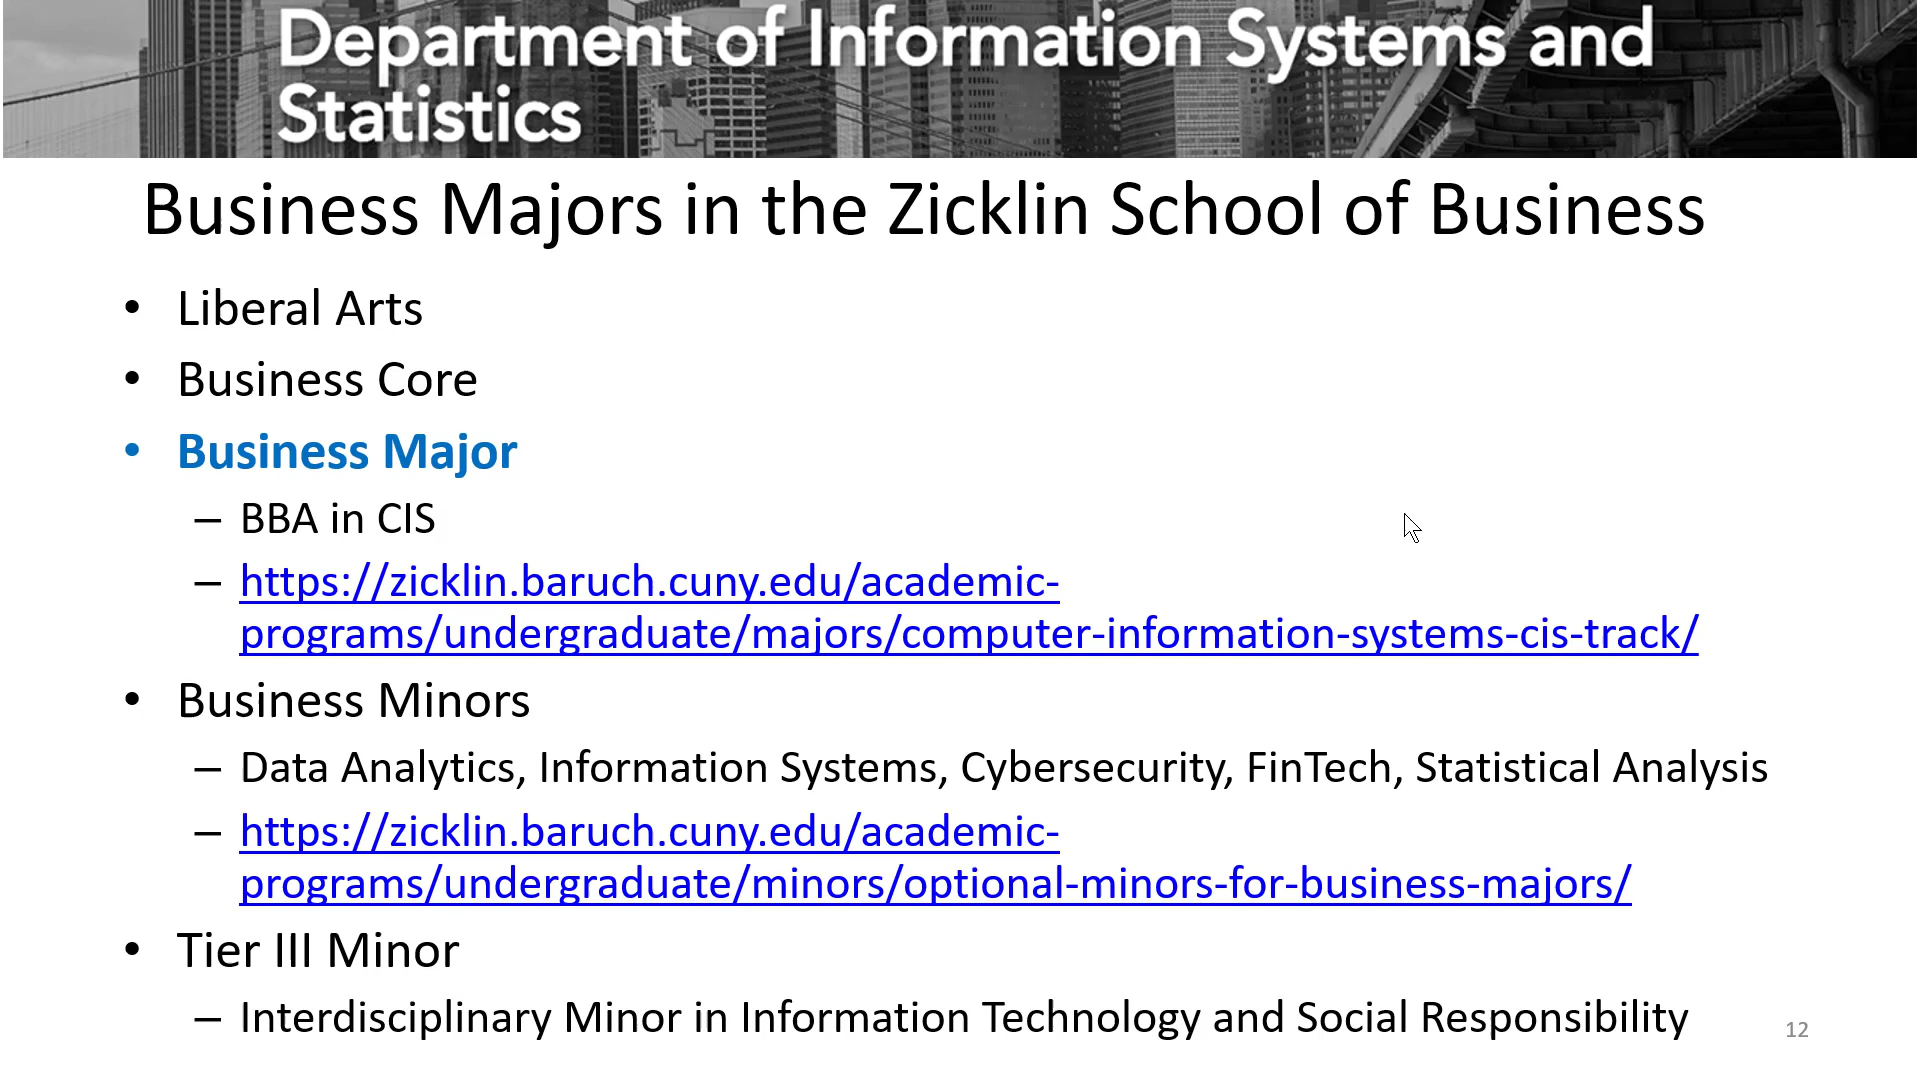 Department of Information Systems and
Statistics
Business Majors in the Zicklin School of Business
• Liberal Arts
• Business Core
• Business Major
– BBA in CIS
– https://zicklin.baruch.cuny.edu/academic-
programs/undergraduate/majors/computer-information-systems-cis-track/
• Business Minors
– Data Analytics, Information Systems, Cybersecurity, FinTech, Statistical Analysis
– https://zicklin.baruch.cuny.edu/academic-
programs/undergraduate/minors/optional-minors-for-business-majors/
• Tier III Minor
– Interdisciplinary Minor in Information Technology and Social Responsibility
12